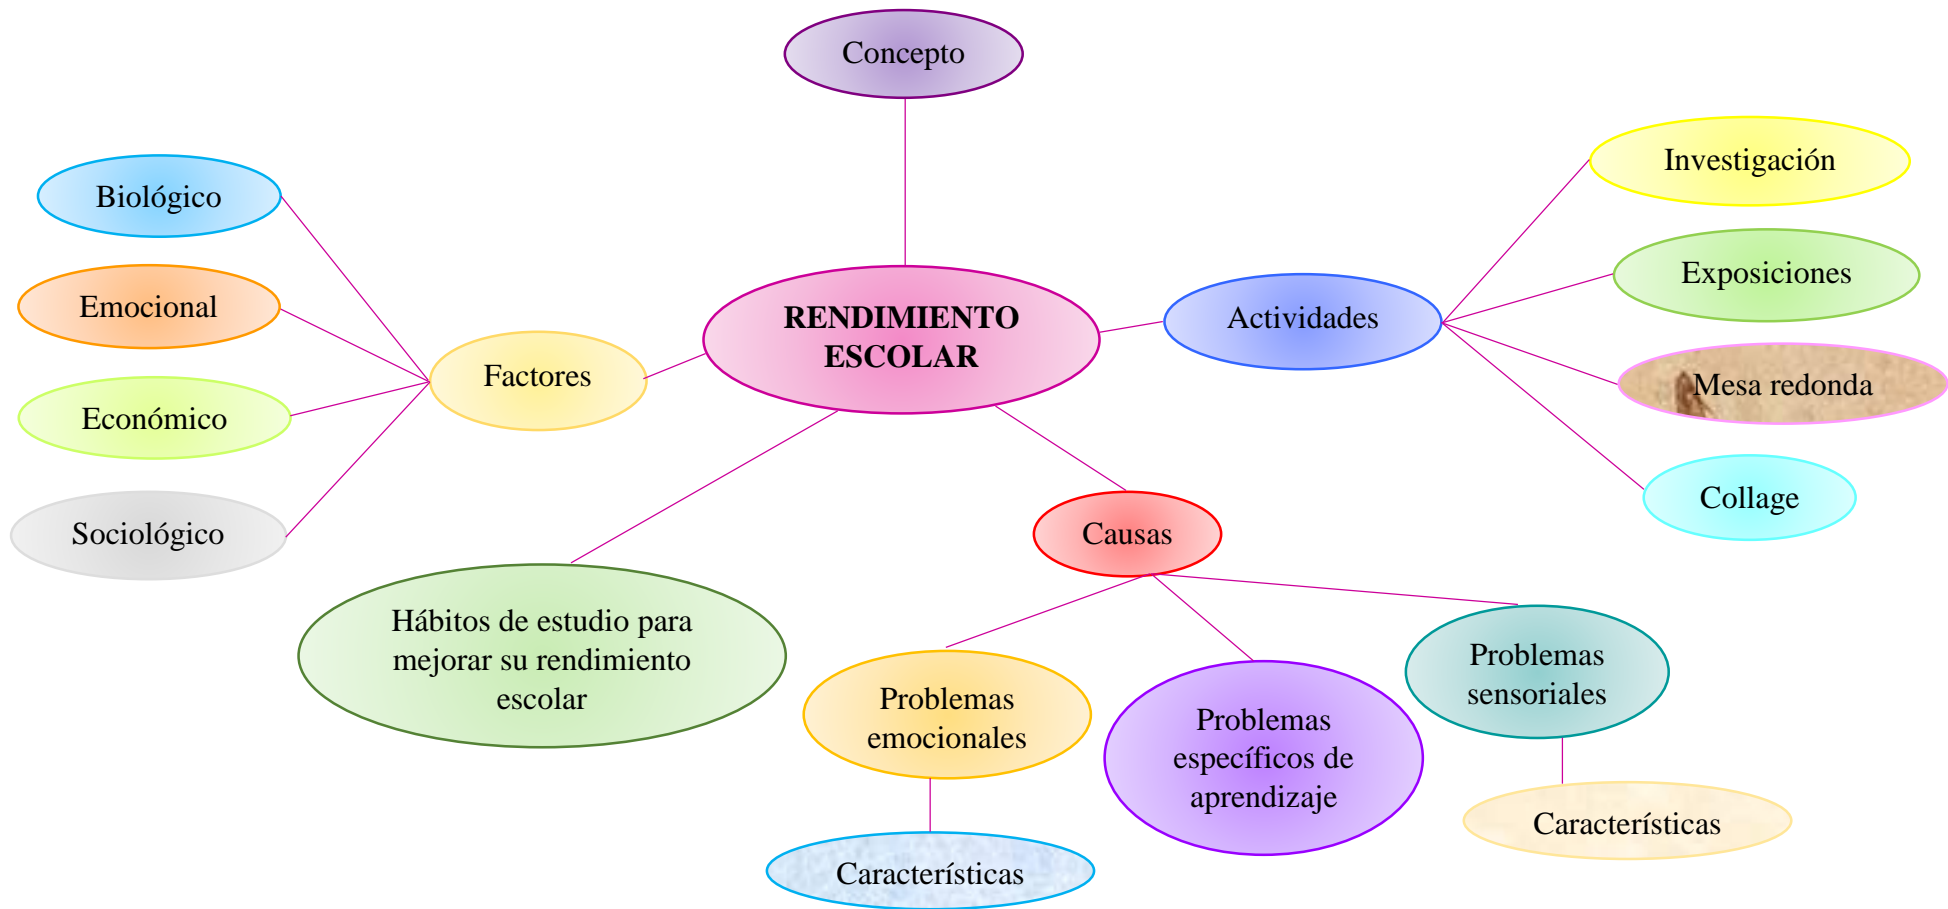 Concepto
Investigación
Biológico
Exposiciones
Emocional
RENDIMIENTO
ESCOLAR
Actividades
Factores
Mesa redonda
Económico
Collage
Sociológico
Causas
Hábitos de estudio para
mejorar su rendimiento
escolar
Problemas
emocionales
Problemas
específicos de
aprendizaje
Problemas
sensoriales
Características
Características